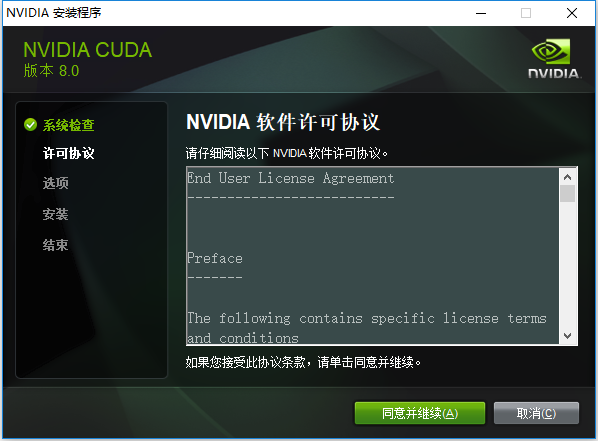 NVIDIA 安装程序
NVIDIA CUDA
版本 8.0
NVIDIA
系统检查
许可协议
选项
安装
结束
NVIDIA 软件许可协议
请仔细阅读以下 NVIDIA 软件许可协议。
End User License Agreement
--------------------------
Preface
-------
The following contains specific license terms
and conditions
如果您接受此协议条款，请单击同意并继续。
同意并继续(A)
取消(C)